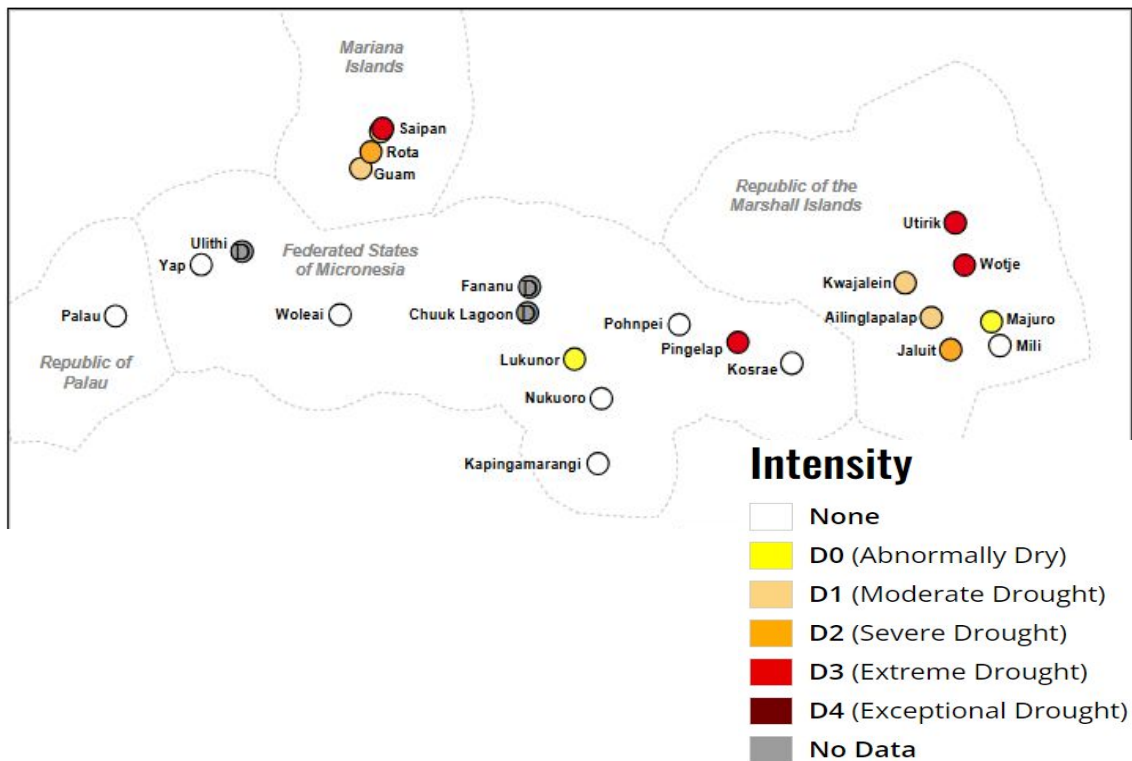 Mariana
Islands
Saipan
Rota
Guam
Republic of the
Marshall Islands
Utirik
Ulithi
D
Federated States
of Micronesia
Yap
Wotje
Kwajalein
Fananu
D
Palau
Woleai
Chuuk Lagoon
D
Pohnpei
Ailinglapalap
Majuro
Pingelap
Jaluit
Mili
Republic of
Palau
Lukunor
Kosrae
Nukuoro
Kapingamarangi
Intensity
None
D0 (Abnormally Dry)
D1 (Moderate Drought)
D2 (Severe Drought)
D3 (Extreme Drought)
D4 (Exceptional Drought)
No Data